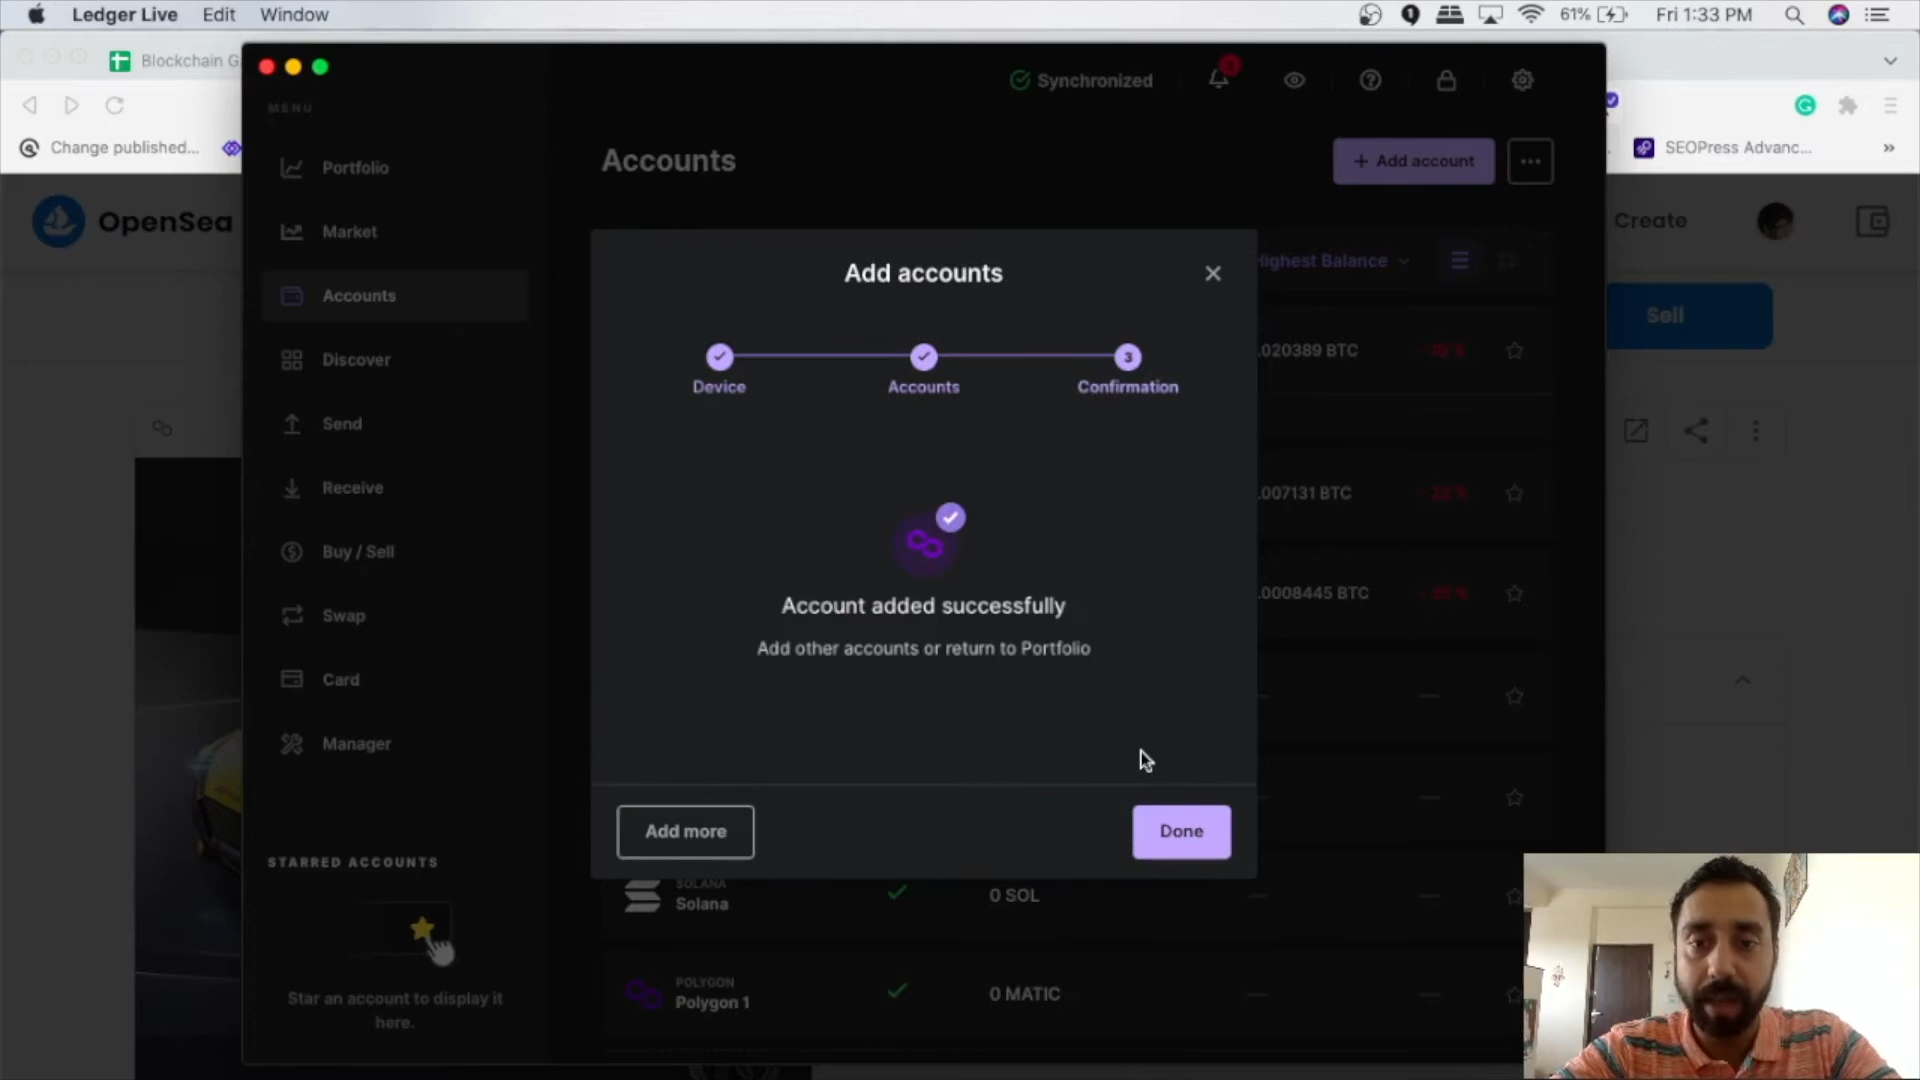 Ledger Live Edit Window
61% Fri 1:33 PM
Blockchain G
Change published...
SEOPress Advanc...
OpenSea
Create
Sell
MENU
Portfolio
Market
Accounts
Discover
Send
Receive
Buy / Sell
Swap
Card
Manager
STARRED ACCOUNTS
Star an account to display it
here.
Synchronized
Accounts
+ Add account
Highest Balance
.020389 BTC
.007131 BTC
.0008445 BTC
Add accounts
Device
Accounts
3
Confirmation
Account added successfully
Add other accounts or return to Portfolio
Add more
Done
SOLANA
Solana
0 SOL
POLYGON
Polygon 1
0 MATIC